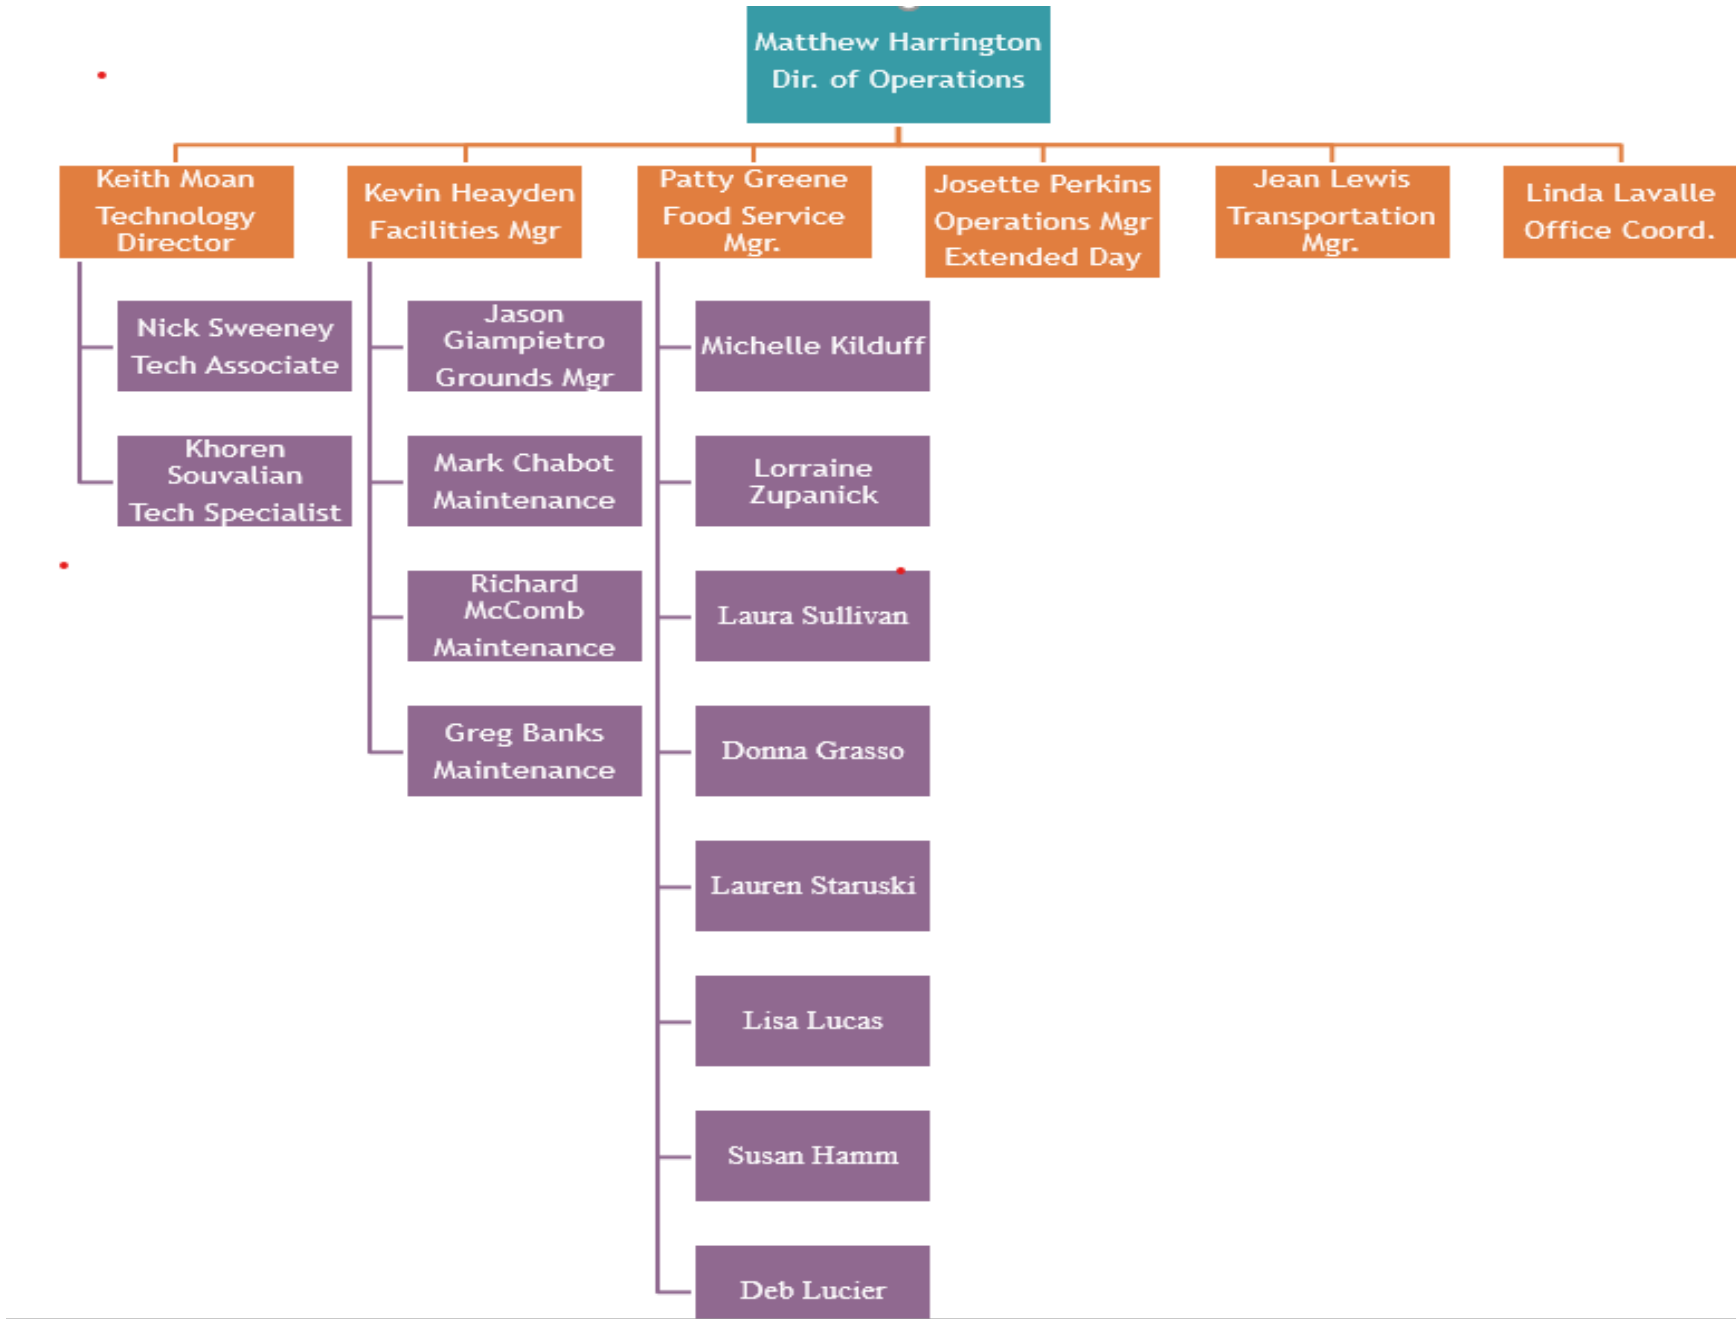 Matthew Harrington
Dir. of Operations
Keith Moan
Technology
Director
Kevin Heayden
Facilities Mgr
Patty Greene
Food Service
Mgr.
Josette Perkins
Operations Mgr
Extended Day
Jean Lewis
Transportation
Mgr.
Linda Lavalle
Office Coord.
Nick Sweeney
Tech Associate
Khoren
Souvalian
Tech Specialist
Jason
Giampietro
Grounds Mgr
Mark Chabot
Maintenance
Richard
McComb
Maintenance
Greg Banks
Maintenance
Michelle Kilduff
Lorraine
Zupanick
Laura Sullivan
Donna Grasso
Lauren Staruski
Lisa Lucas
Susan Hamm
Deb Lucier